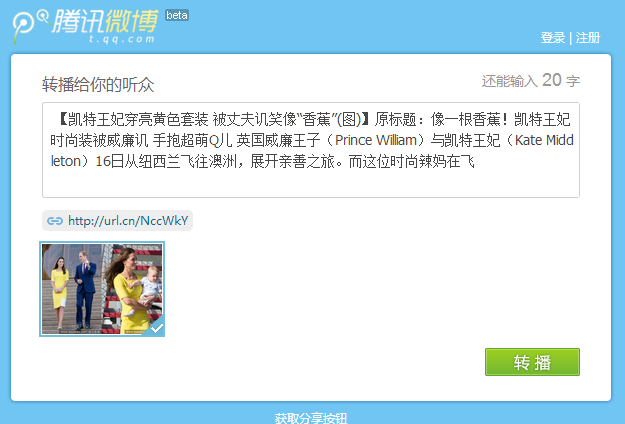 腾讯微博 beta
t.qq.com
登录 | 注册
转播给你的听众
还能输入 20 字
【凯特王妃穿亮黄色套装 被丈夫讥笑像“香蕉”(图)】原标题：像一根香蕉！凯特王妃
时尚装被威廉讥 手抱超萌Q儿 英国威廉王子（Prince William）与凯特王妃（Kate Midd
leton）16日从纽西兰飞往澳洲，展开亲善之旅。而这位时尚辣妈在飞
http://url.cn/NccWkY
转播
获取分享按钮